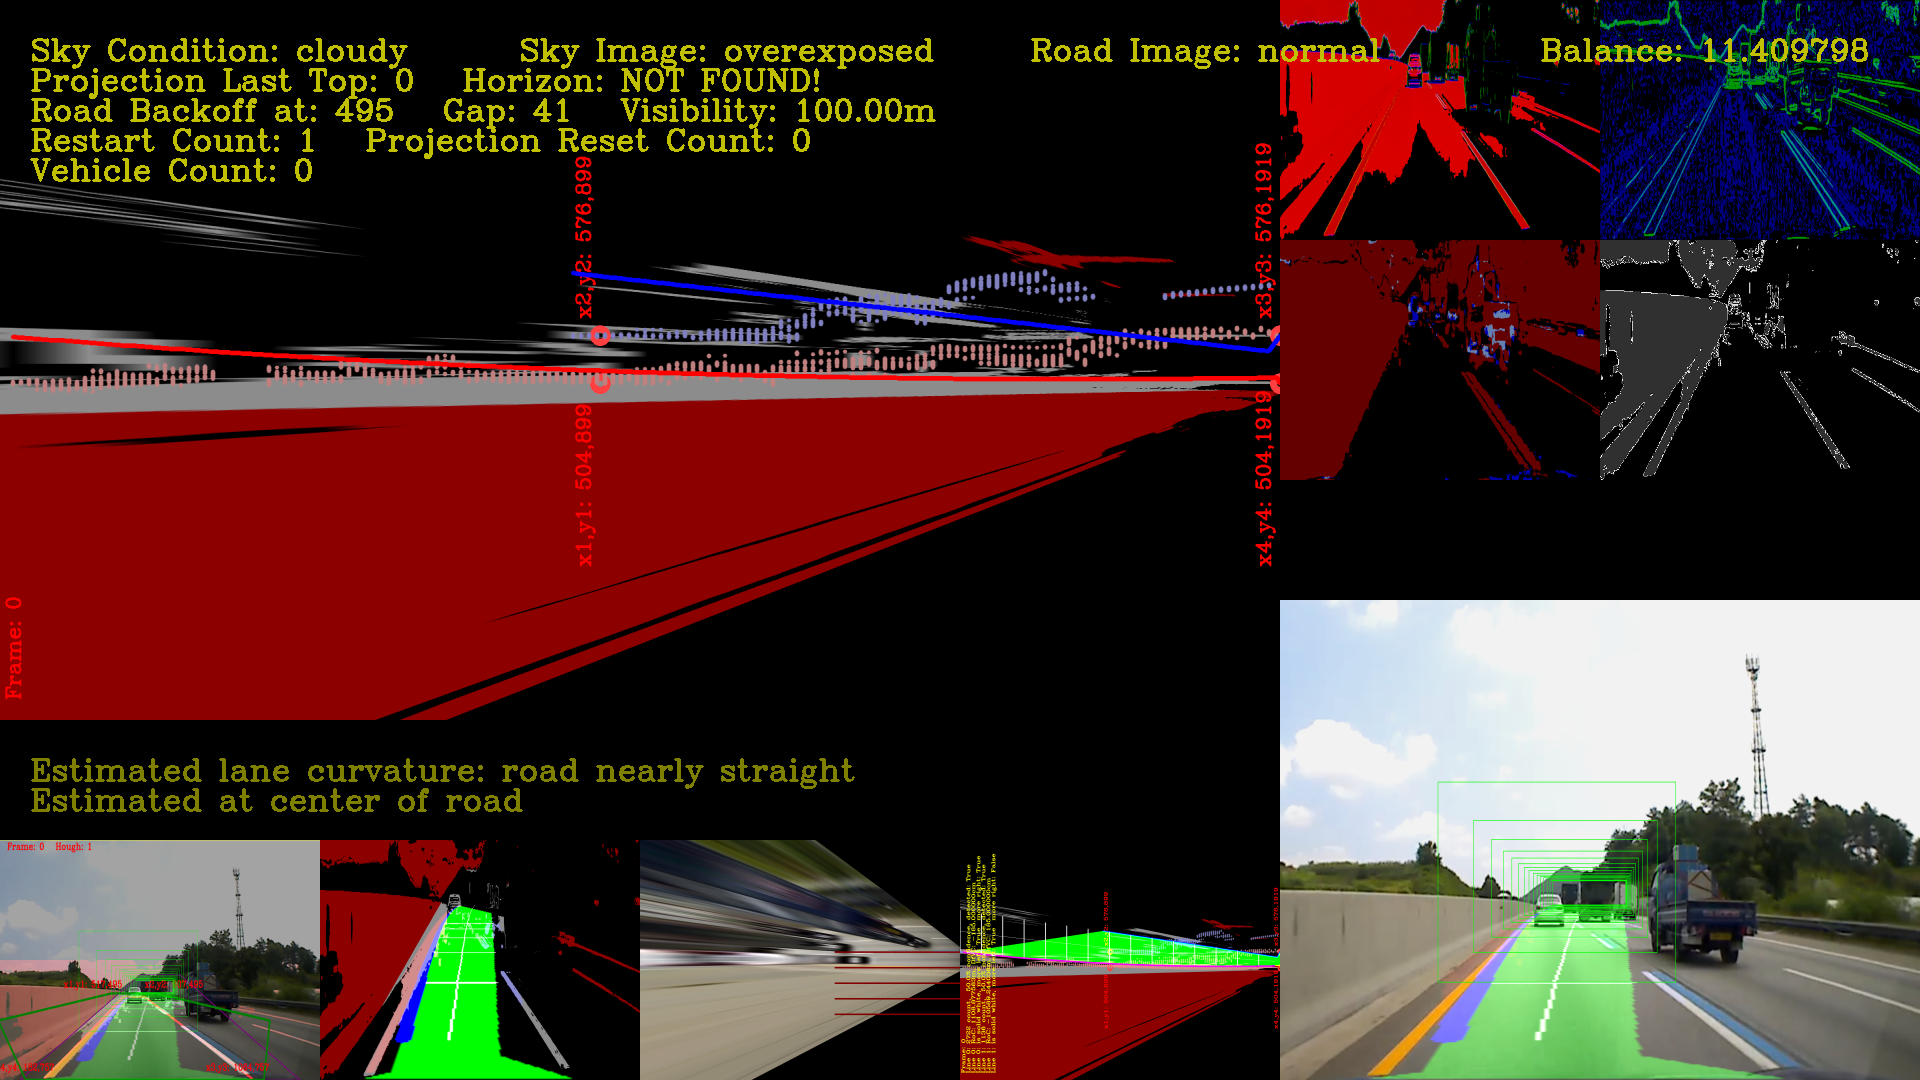 Sky Condition: cloudy Sky Image: overexposed Road Image: normal Balance: 11.409798
Projection Last Top: 0 Horizon: NOT FOUND!
Road Backoff at: 495 Gap: 41 Visibility: 100.00m
Restart Count: 1 Projection Reset Count: 0
Vehicle Count: 0
x2,y2: 576,899
x3,y3: 576,1919
x1,y1: 504,899
x4,y4: 504,1919
Frame: 0
Estimated lane curvature: road nearly straight
Estimated at center of road
Frame: 0 Hough: 1